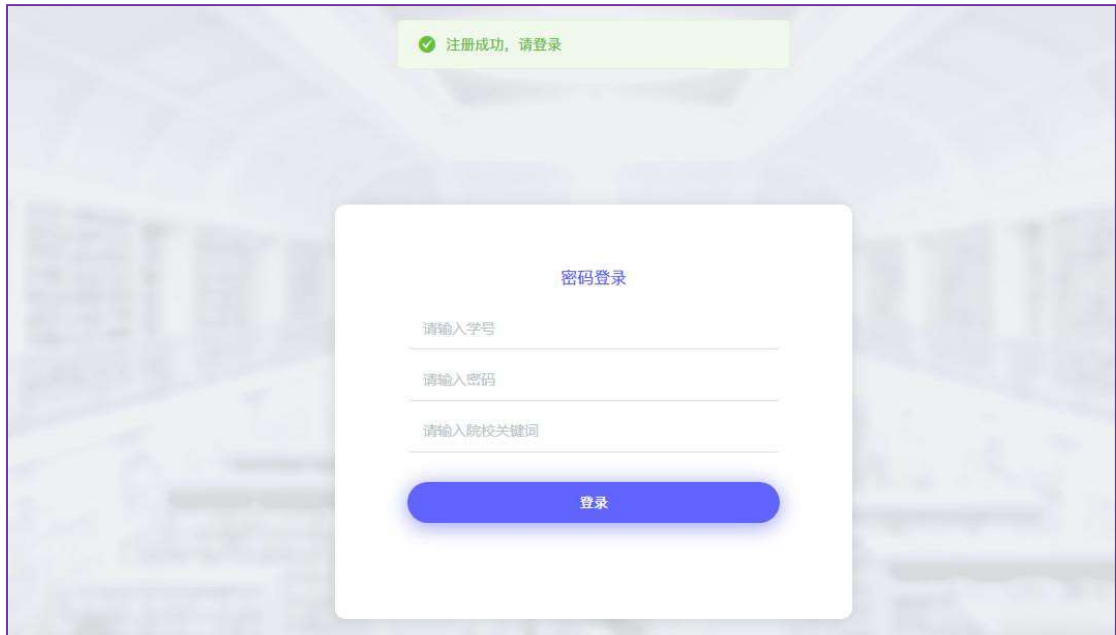 注册成功，请登录
密码登录
请输入学号
请输入密码
请输入院校关键词
登录